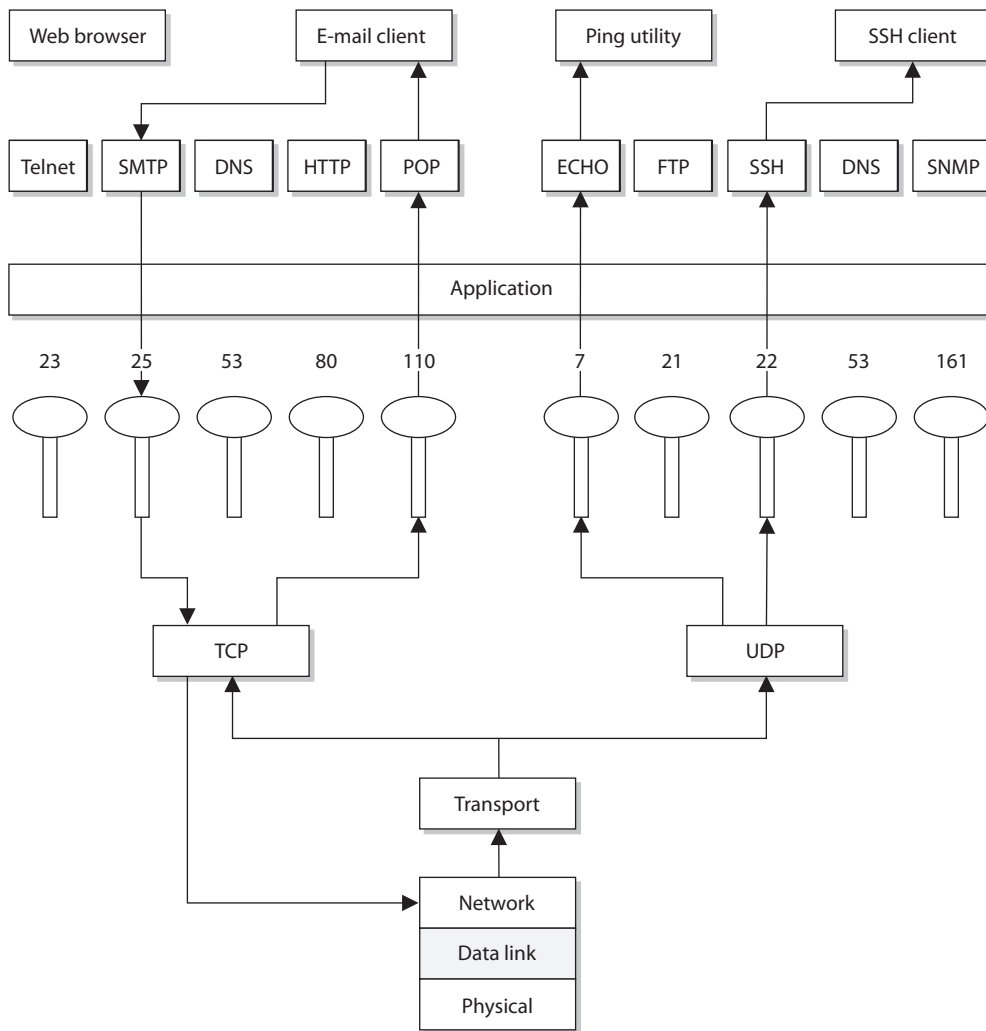 Web browser
E-mail client
Ping utility
SSH client
Telnet
SMTP
DNS
HTTP
POP
ECHO
FTP
SSH
DNS
SNMP
Application
23
25
53
80
110
7
21
22
53
161
TCP
UDP
Transport
Network
Data link
Physical